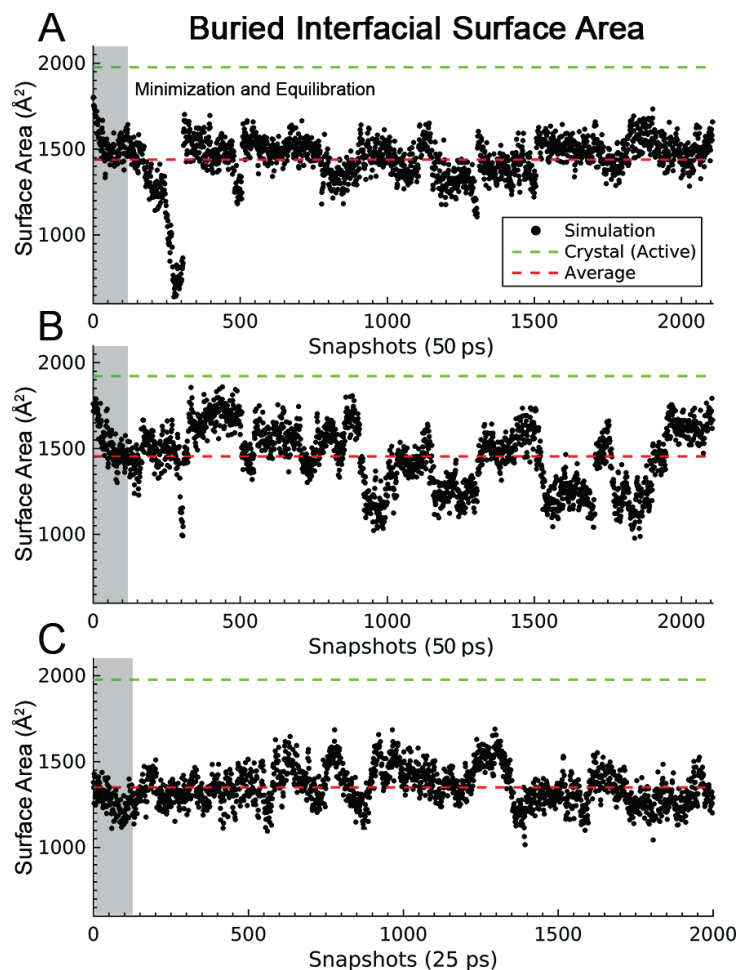 A Buried Interfacial Surface Area
Surface Area (Å²)
2000
1500
1000
Minimization and Equilibration
Simulation
Crystal (Active)
Average
0 500 1000 1500 2000
Snapshots (50 ps)
B
Surface Area (Å²)
2000
1500
1000
0 500 1000 1500 2000
Snapshots (50 ps)
C
Surface Area (Å²)
2000
1500
1000
0 500 1000 1500 2000
Snapshots (25 ps)